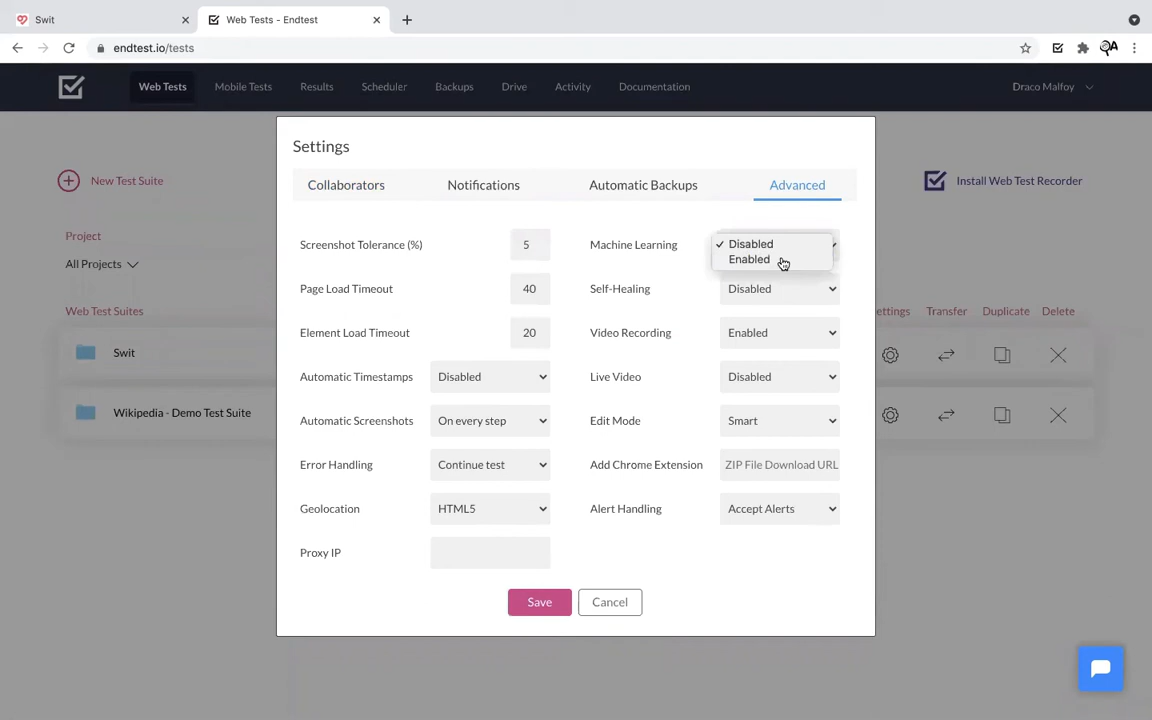 Swit
Web Tests - Endtest
endtest.io/tests
Web Tests
Mobile Tests
Results
Scheduler
Backups
Drive
Activity
Documentation
Draco Malfoy
Settings
New Test Suite
Install Web Test Recorder
Collaborators
Notifications
Automatic Backups
Advanced
Project
All Projects
Screenshot Tolerance (%)
5
Machine Learning
Disabled
Enabled
Page Load Timeout
40
Self-Healing
Disabled
Web Test Suites
ettings
Transfer
Duplicate
Delete
Element Load Timeout
20
Video Recording
Enabled
Swit
Automatic Timestamps
Disabled
Live Video
Disabled
Wikipedia - Demo Test Suite
Automatic Screenshots
On every step
Edit Mode
Smart
Error Handling
Continue test
Add Chrome Extension
ZIP File Download URL
Geolocation
HTML5
Alert Handling
Accept Alerts
Proxy IP
Save
Cancel